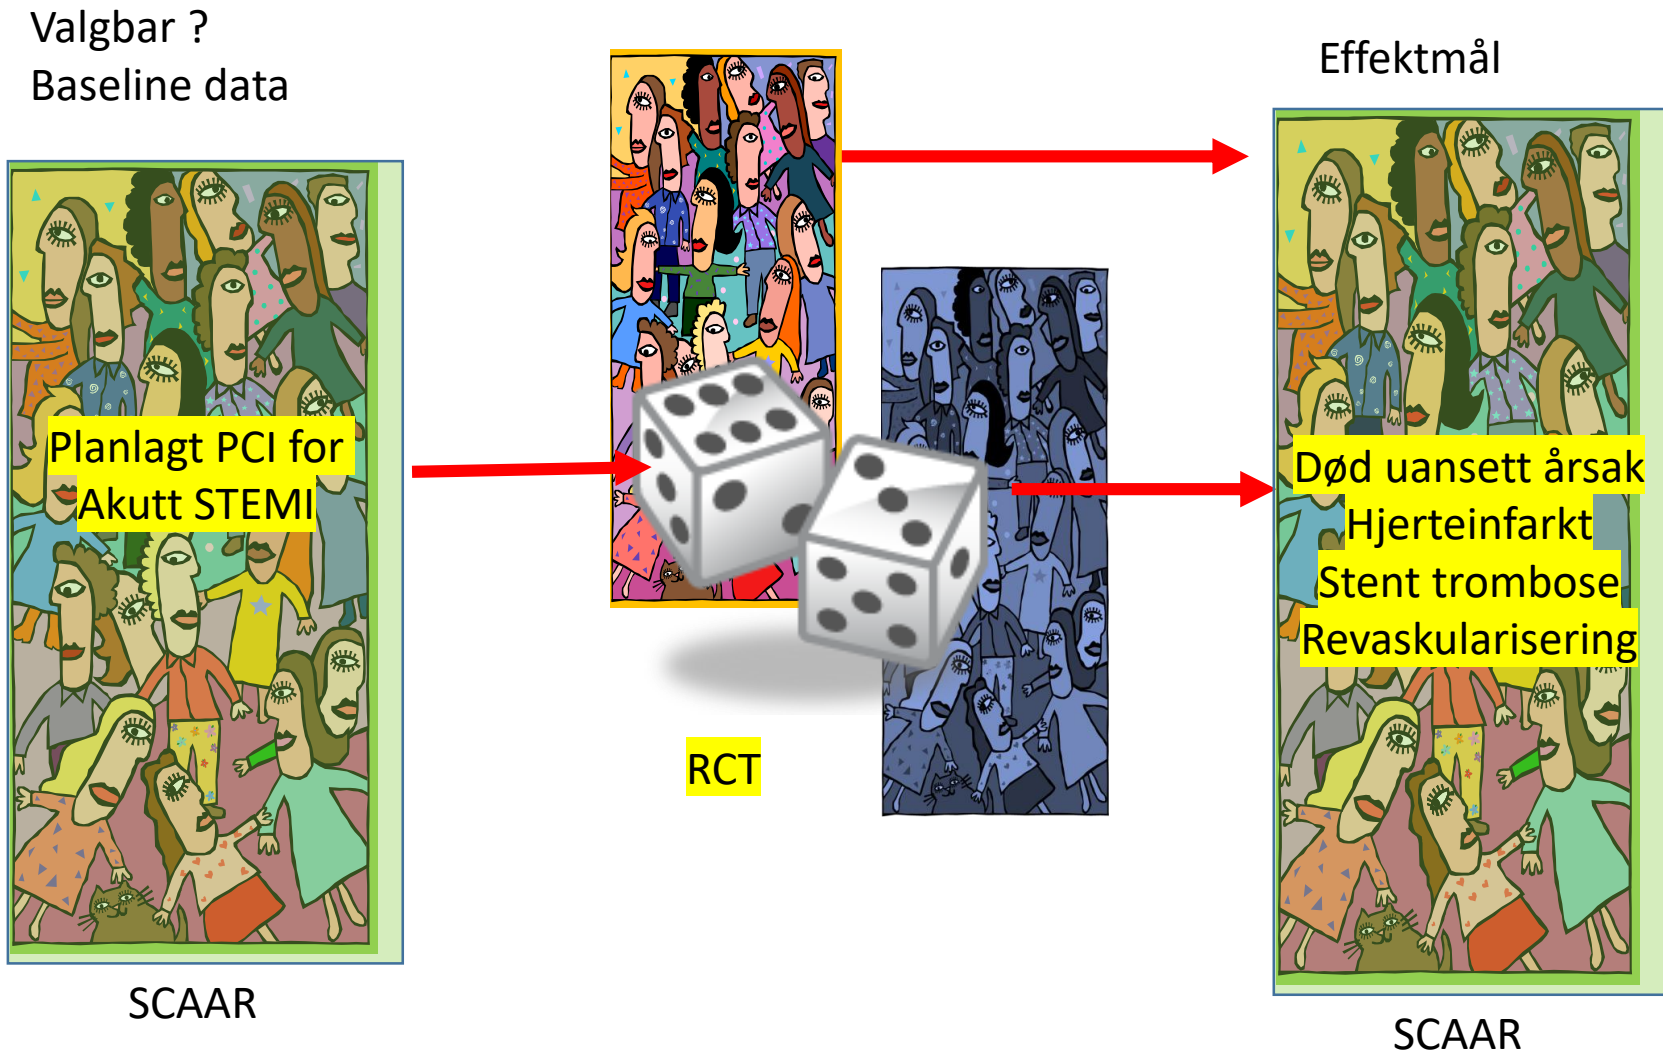 Valgbar ?
Baseline data
Planlagt PCI for
Akutt STEMI
SCAAR
RCT
Effektmål
Død uansett årsak
Hjerteinfarkt
Stent trombose
Revaskularisering
SCAAR